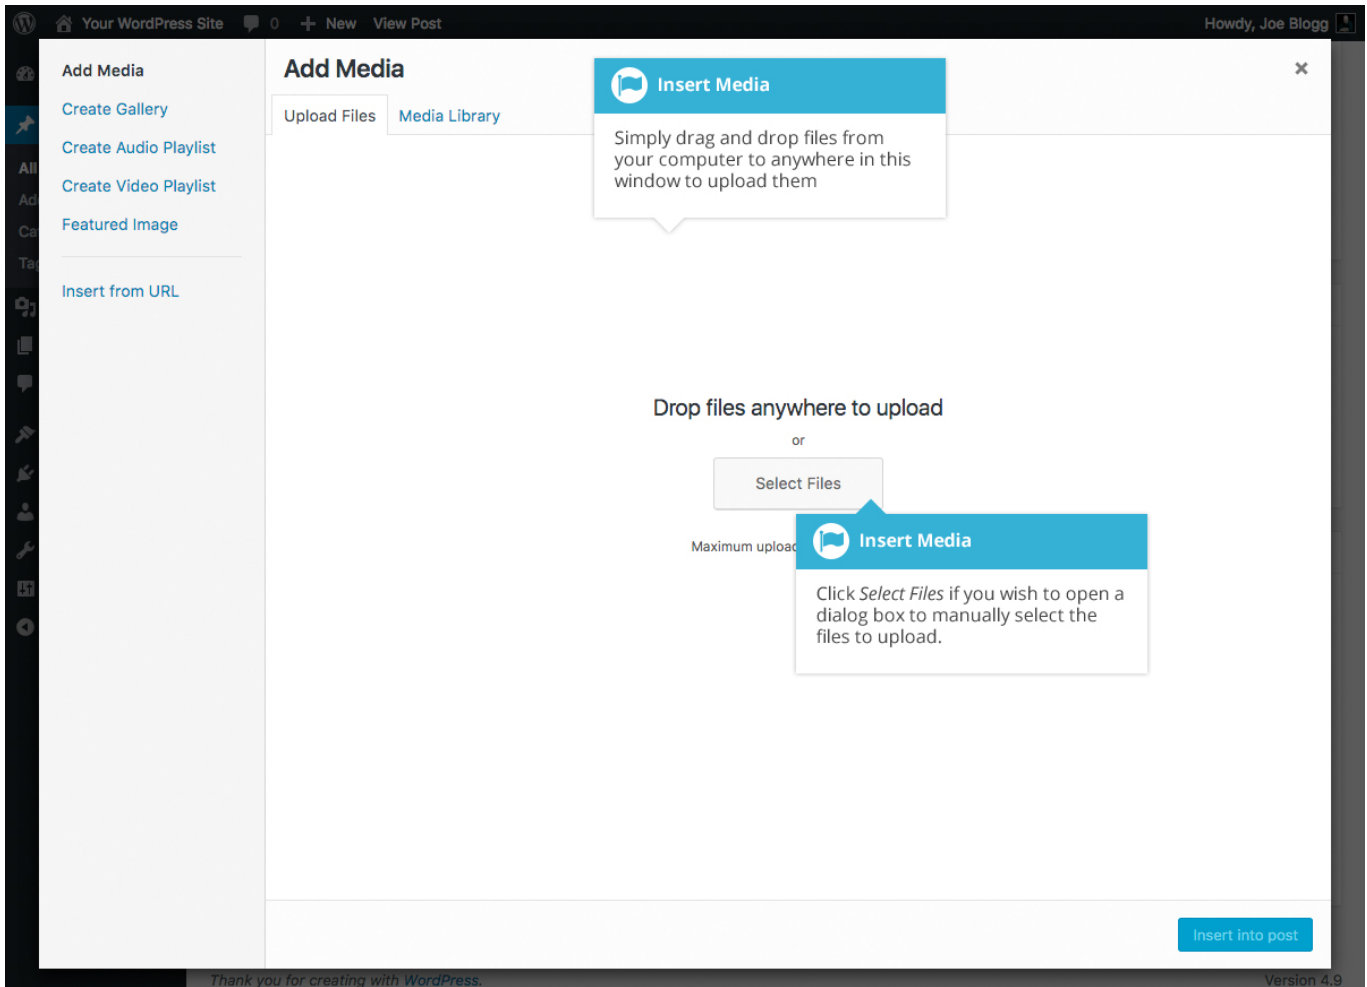 Your WordPress Site 0 New View Post Howdy, Joe Blogg
Add Media
Create Gallery
Create Audio Playlist
Create Video Playlist
Featured Image
Insert from URL
All
Add Media
Upload Files Media Library
Insert Media
Simply drag and drop files from
your computer to anywhere in this
window to upload them
Drop files anywhere to upload
or
Select Files
Maximum upload
Insert Media
Click Select Files if you wish to open a
dialog box to manually select the
files to upload.
Insert into post
Thank you for creating with WordPress.
Version 4.9